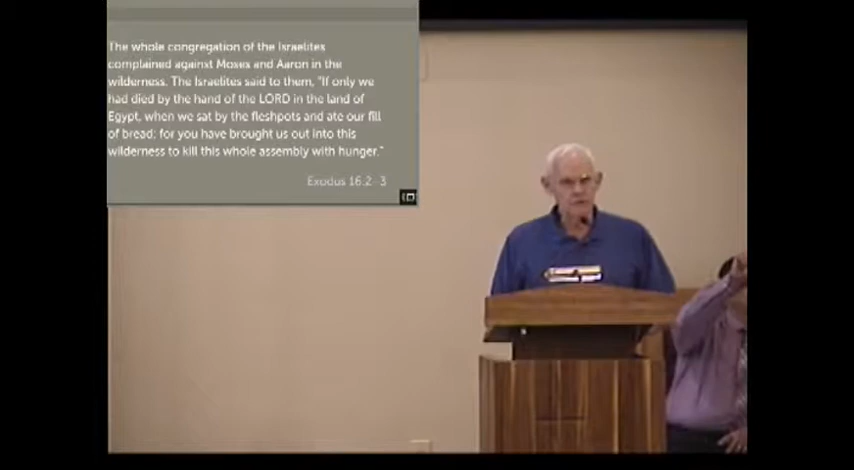 The whole congregation of the Israelites
complained against Moses and Aaron in the
wilderness. The Israelites said to them, "If only we
had died by the hand of the LORD in the land of
Egypt, when we sat by the fleshpots and ate our fill
of bread; for you have brought us out into this
wilderness to kill this whole assembly with hunger."
Exodus 16.2-3